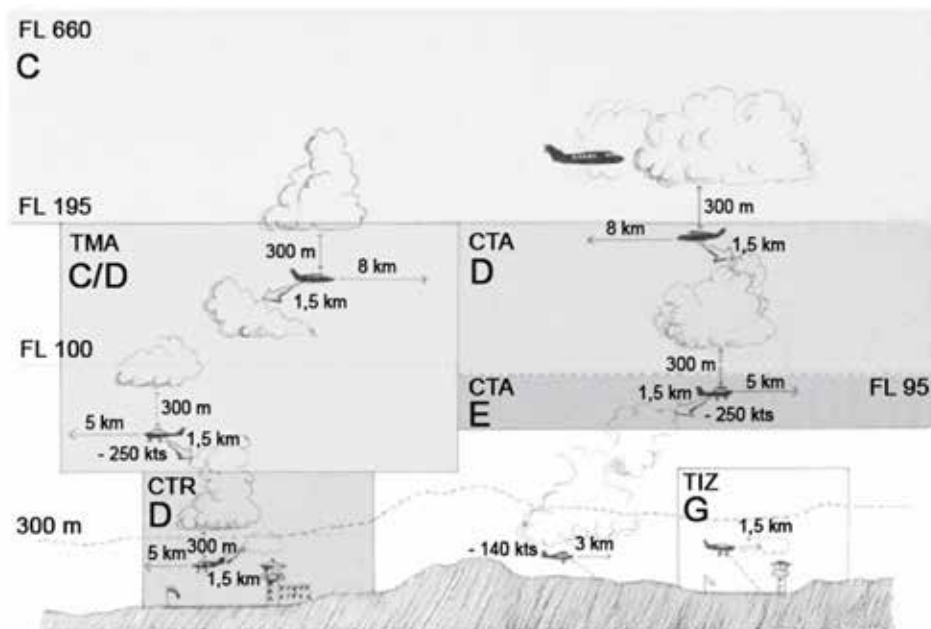 FL 660
C
FL 195
300 m
8 km
1,5 km
TMA
C/D
300 m
8 km
1,5 km
CTA
D
FL 100
300 m
5 km
1,5 km
- 250 kts
300 m
CTA
E
1,5 km
5 km
FL 95
- 250 kts
CTR
D
300 m
5 km
300 m
1,5 km
- 140 kts
3 km
TIZ
G
1,5 km